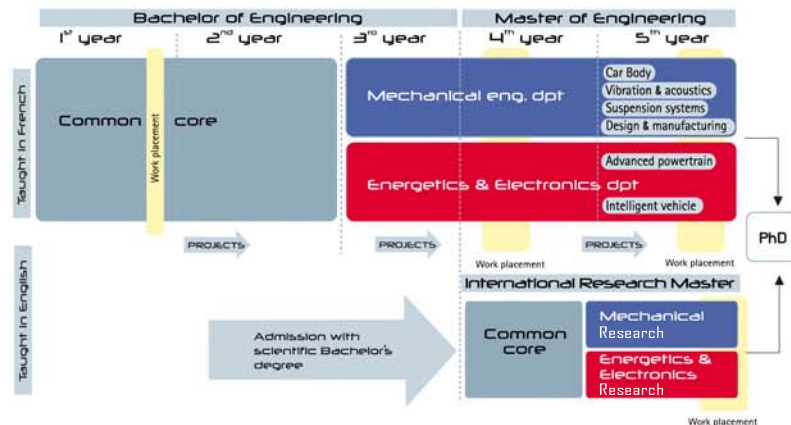 Bachelor of Engineering
Master of Engineering
1st year
2nd year
3rd year
4th year
5th year
Taught in French
Common core
Work placement
Mechanical eng. dpt
Car Body
Vibration & acoustics
Suspension systems
Design & manufacturing
Energetics & Electronics dpt
Advanced powertrain
Intelligent vehicle
PROJECTS
PROJECTS
PROJECTS
Work placement
Work placement
PhD
Taught in English
International Research Master
Admission with
scientific Bachelor's
degree
Common
core
Mechanical
Research
Energetics &
Electronics
Research
Work placement